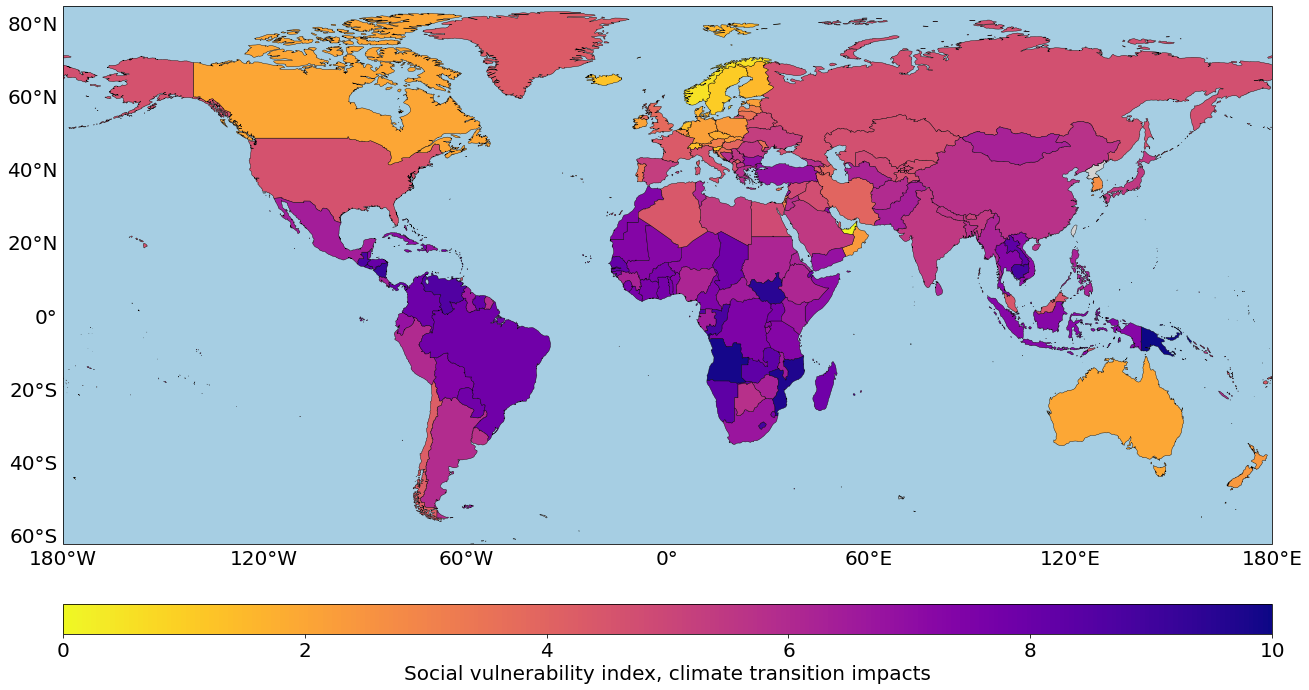 80°N
60°N
40°N
20°N
0°
20°S
40°S
60°S
180°W 120°W 60°W 0° 60°E 120°E 180°E
0 2 4 6 8 10
Social vulnerability index, climate transition impacts